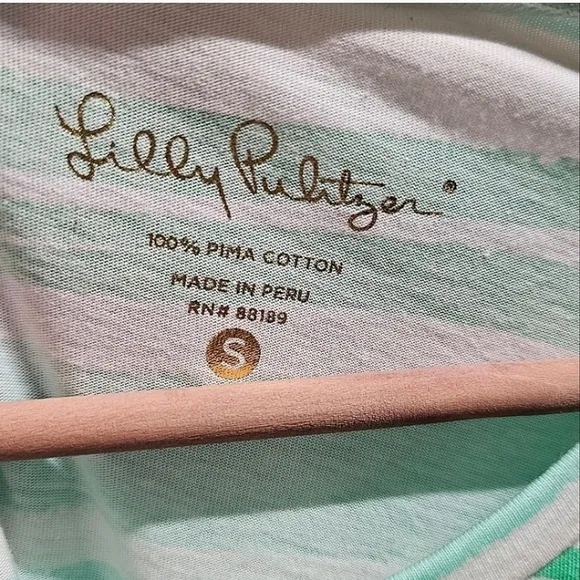 Lilly Pulitzer®
100% PIMA COTTON
MADE IN PERU
RN# 88189
S